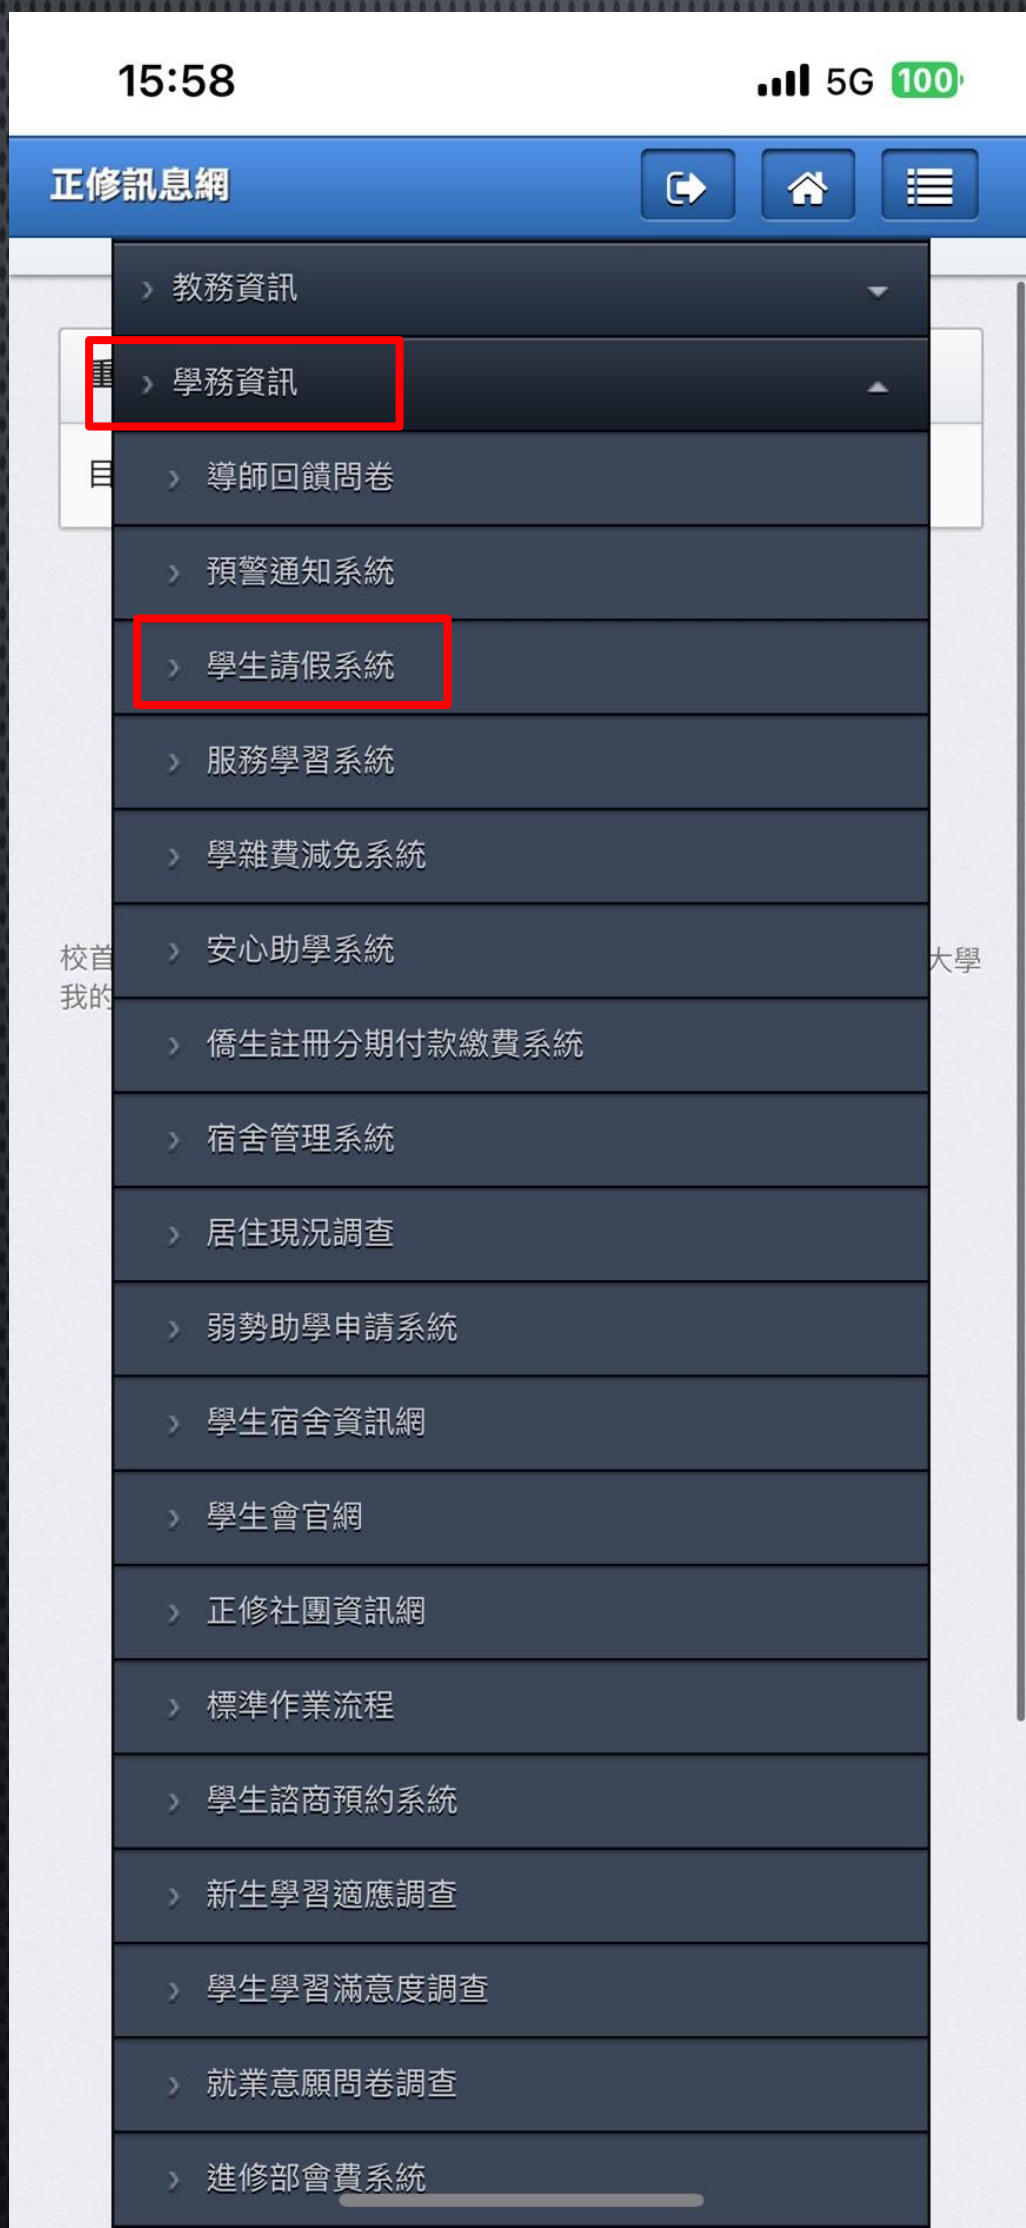 15:58
5G 100
正修訊息網
教務資訊
學務資訊
導師回饋問卷
目
預警通知系統
學生請假系統
服務學習系統
學雜費減免系統
安心助學系統
校首 大學
我的
僑生註冊分期付款繳費系統
宿舍管理系統
居住現況調查
弱勢助學申請系統
學生宿舍資訊網
學生會官網
正修社團資訊網
標準作業流程
學生諮商預約系統
新生學習適應調查
學生學習滿意度調查
就業意願問卷調查
進修部會費系統